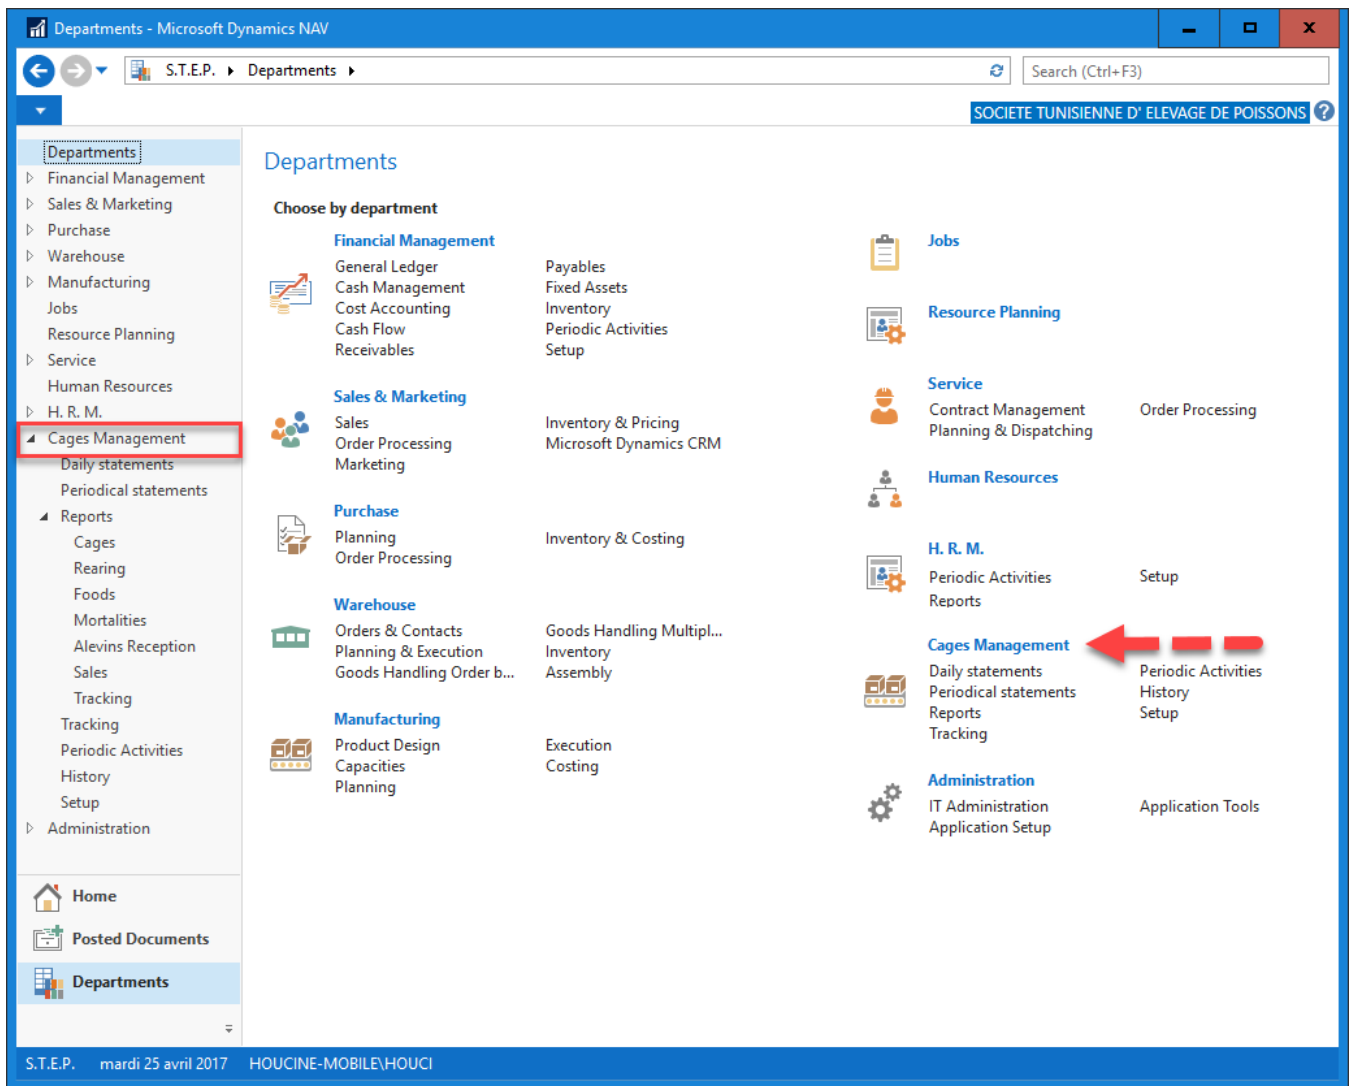 Departments - Microsoft Dynamics NAV
S.T.E.P. Departments
Search (Ctrl+F3)
SOCIETE TUNISIENNE D' ELEVAGE DE POISSONS
Departments
Financial Management
Sales & Marketing
Purchase
Warehouse
Manufacturing
Jobs
Resource Planning
Service
Human Resources
H. R. M.
Cages Management
Daily statements
Periodical statements
Reports
Cages
Rearing
Foods
Mortalities
Alevins Reception
Sales
Tracking
Tracking
Periodic Activities
History
Setup
Administration
Home
Posted Documents
Departments
Departments
Choose by department
Financial Management
General Ledger Payables
Cash Management Fixed Assets
Cost Accounting Inventory
Cash Flow Periodic Activities
Receivables Setup
Sales & Marketing
Sales Inventory & Pricing
Order Processing Microsoft Dynamics CRM
Marketing
Purchase
Planning Inventory & Costing
Order Processing
Warehouse
Orders & Contacts Goods Handling Multipl...
Planning & Execution Inventory
Goods Handling Order b... Assembly
Manufacturing
Product Design Execution
Capacities Costing
Planning
Jobs
Resource Planning
Service
Contract Management Order Processing
Planning & Dispatching
Human Resources
H. R. M.
Periodic Activities Setup
Reports
Cages Management
Daily statements Periodic Activities
Periodical statements History
Reports Setup
Tracking
Administration
IT Administration Application Tools
Application Setup
S.T.E.P. mardi 25 avril 2017 HOUCINE-MOBILE\HOUCI